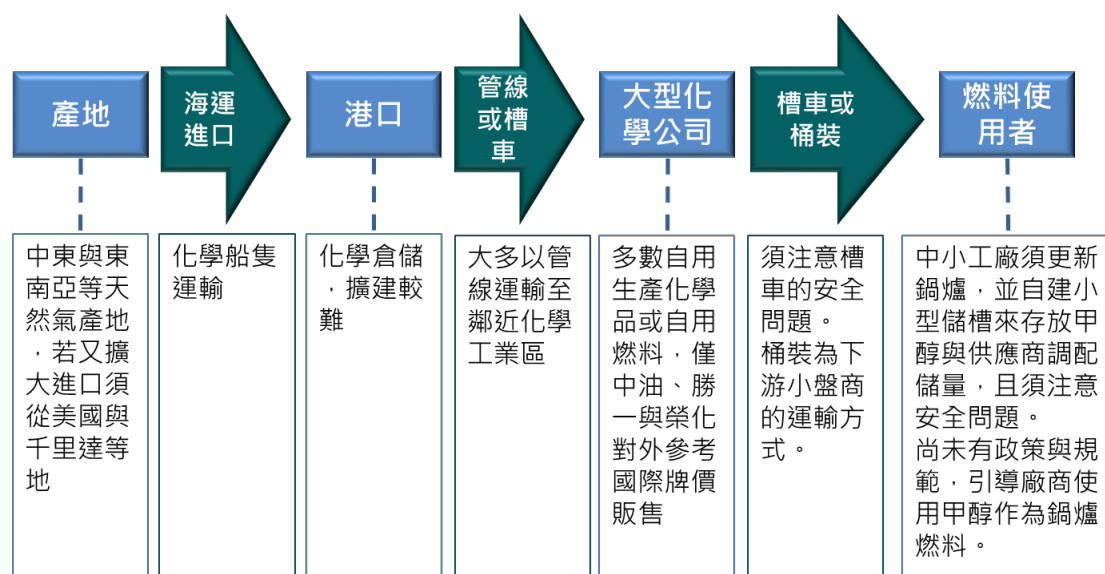 產地
海運
進口
港口
管線
或槽
車
大型化
學公司
槽車或
桶裝
燃料使
用者
中東與東
南亞等天
然氣產地
，若又擴
大進口須
從美國與
千里達等
地
化學船隻
運輸
化學倉儲
，擴建較
難
大多以管
線運輸至
鄰近化學
工業區
多數自用
生產化學
品或自用
燃料，僅
中油、勝
一與榮化
對外參考
國際牌價
販售
須注意槽
車的安全
問題。
桶裝為下
游小盤商
的運輸方
式。
中小工廠須更新
鍋爐，並自建小
型儲槽來存放甲
醇與供應商調配
儲量，且須注意
安全問題。
尚未有政策與規
範，引導廠商使
用甲醇作為鍋爐
燃料。